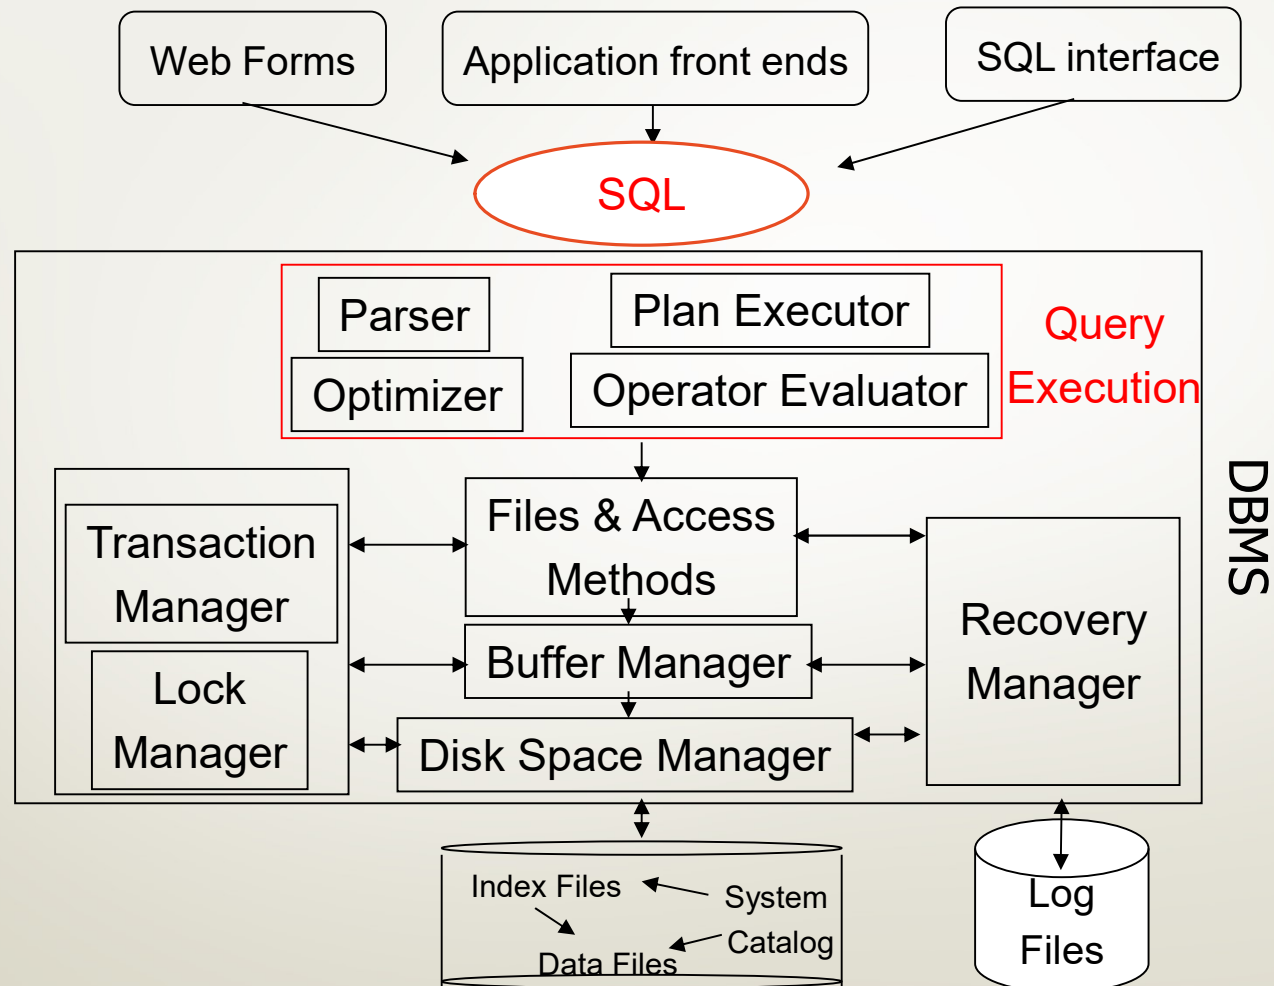 Web Forms
Application front ends
SQL interface
SQL
Parser
Plan Executor
Optimizer
Operator Evaluator
Query
Execution
DBMS
Transaction
Manager
Lock
Manager
Files & Access
Methods
Buffer Manager
Disk Space Manager
Recovery
Manager
Index Files
System
Catalog
Data Files
Log
Files